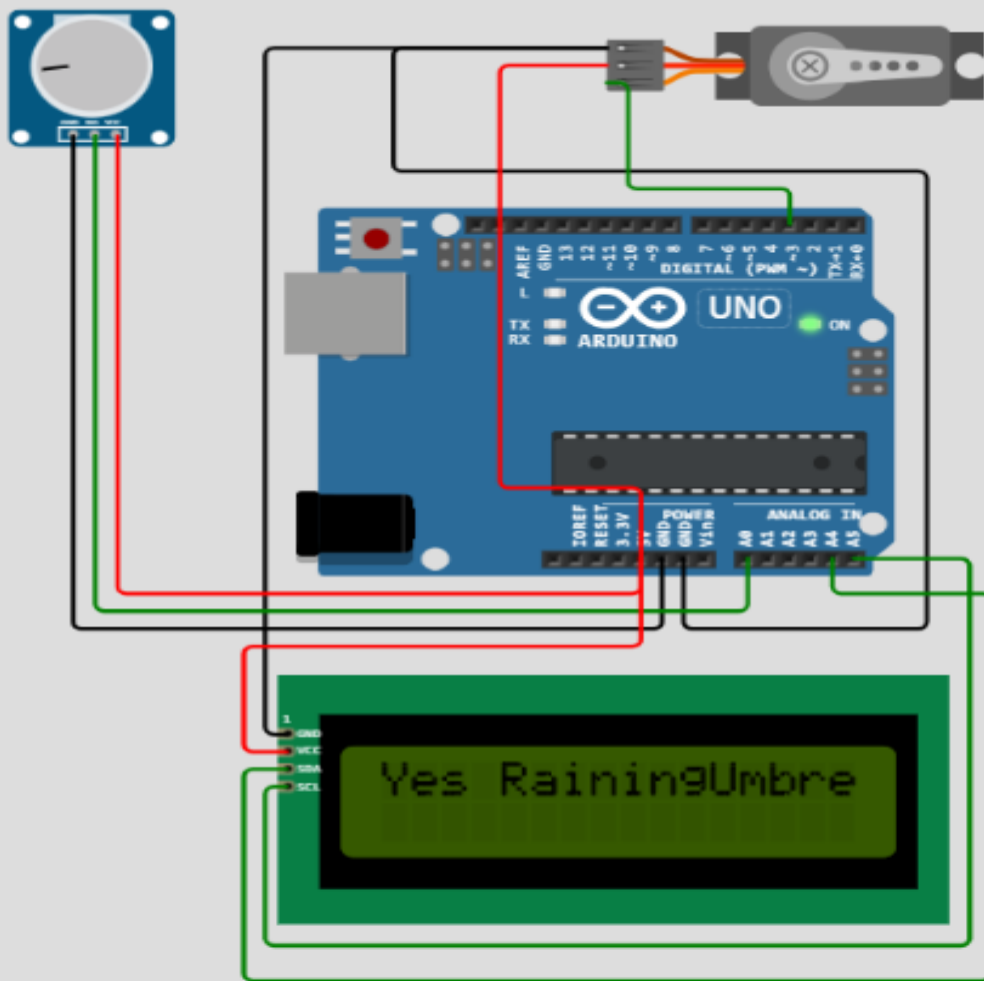 AREF
GND
13
12
~11
~10
~9
8
7
~6
~5
4
~3
2
TX→1
RX←0
DIGITAL (PWM ~)
L
TX
RX
UNO
ON
ARDUINO
IOREF
RESET
3.3V
GND
GND
Vin
POWER
ANALOG IN
A0
A1
A2
A3
A4
A5
1
GND
VCC
SDA
SCL
Yes RainingUmbre